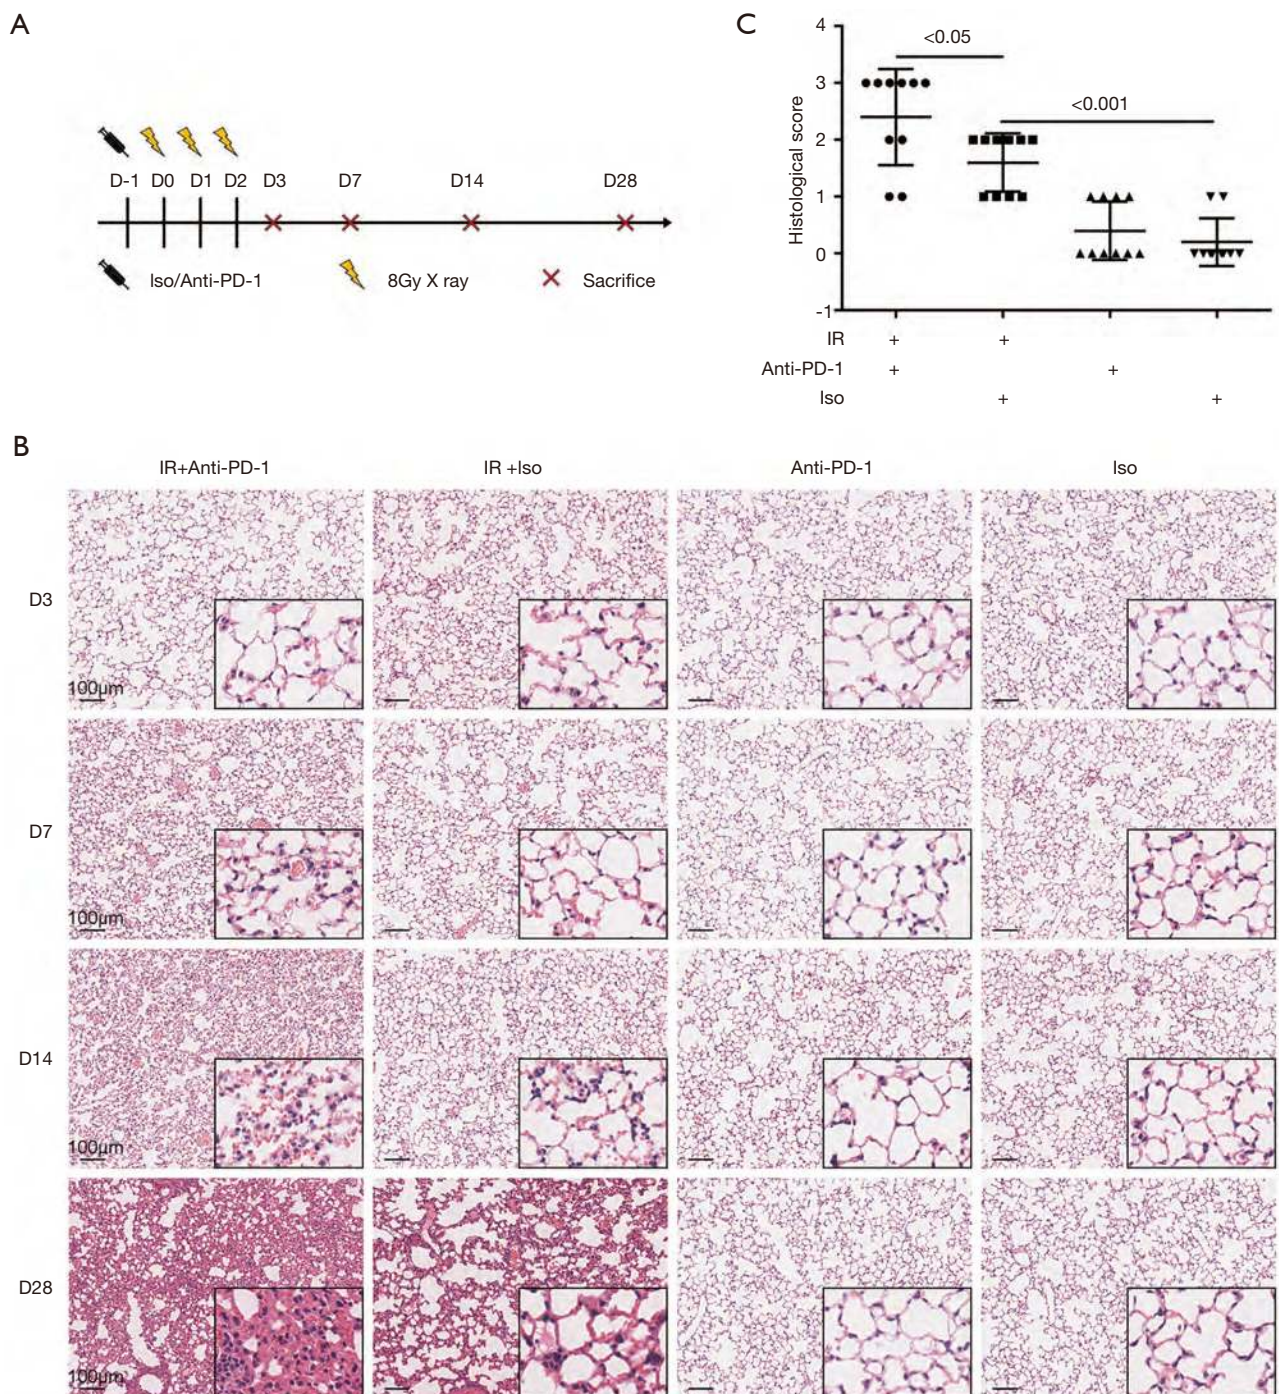 A
D-1 D0 D1 D2 D3 D7 D14 D28
Iso/Anti-PD-1 8Gy X ray Sacrifice
C
Histological score
4
3
2
1
0
-1
<0.05
<0.001
IR + +
Anti-PD-1 + +
Iso + +
B
IR+Anti-PD-1 IR +Iso Anti-PD-1 Iso
D3
100μm
D7
100μm
D14
100μm
D28
100μm